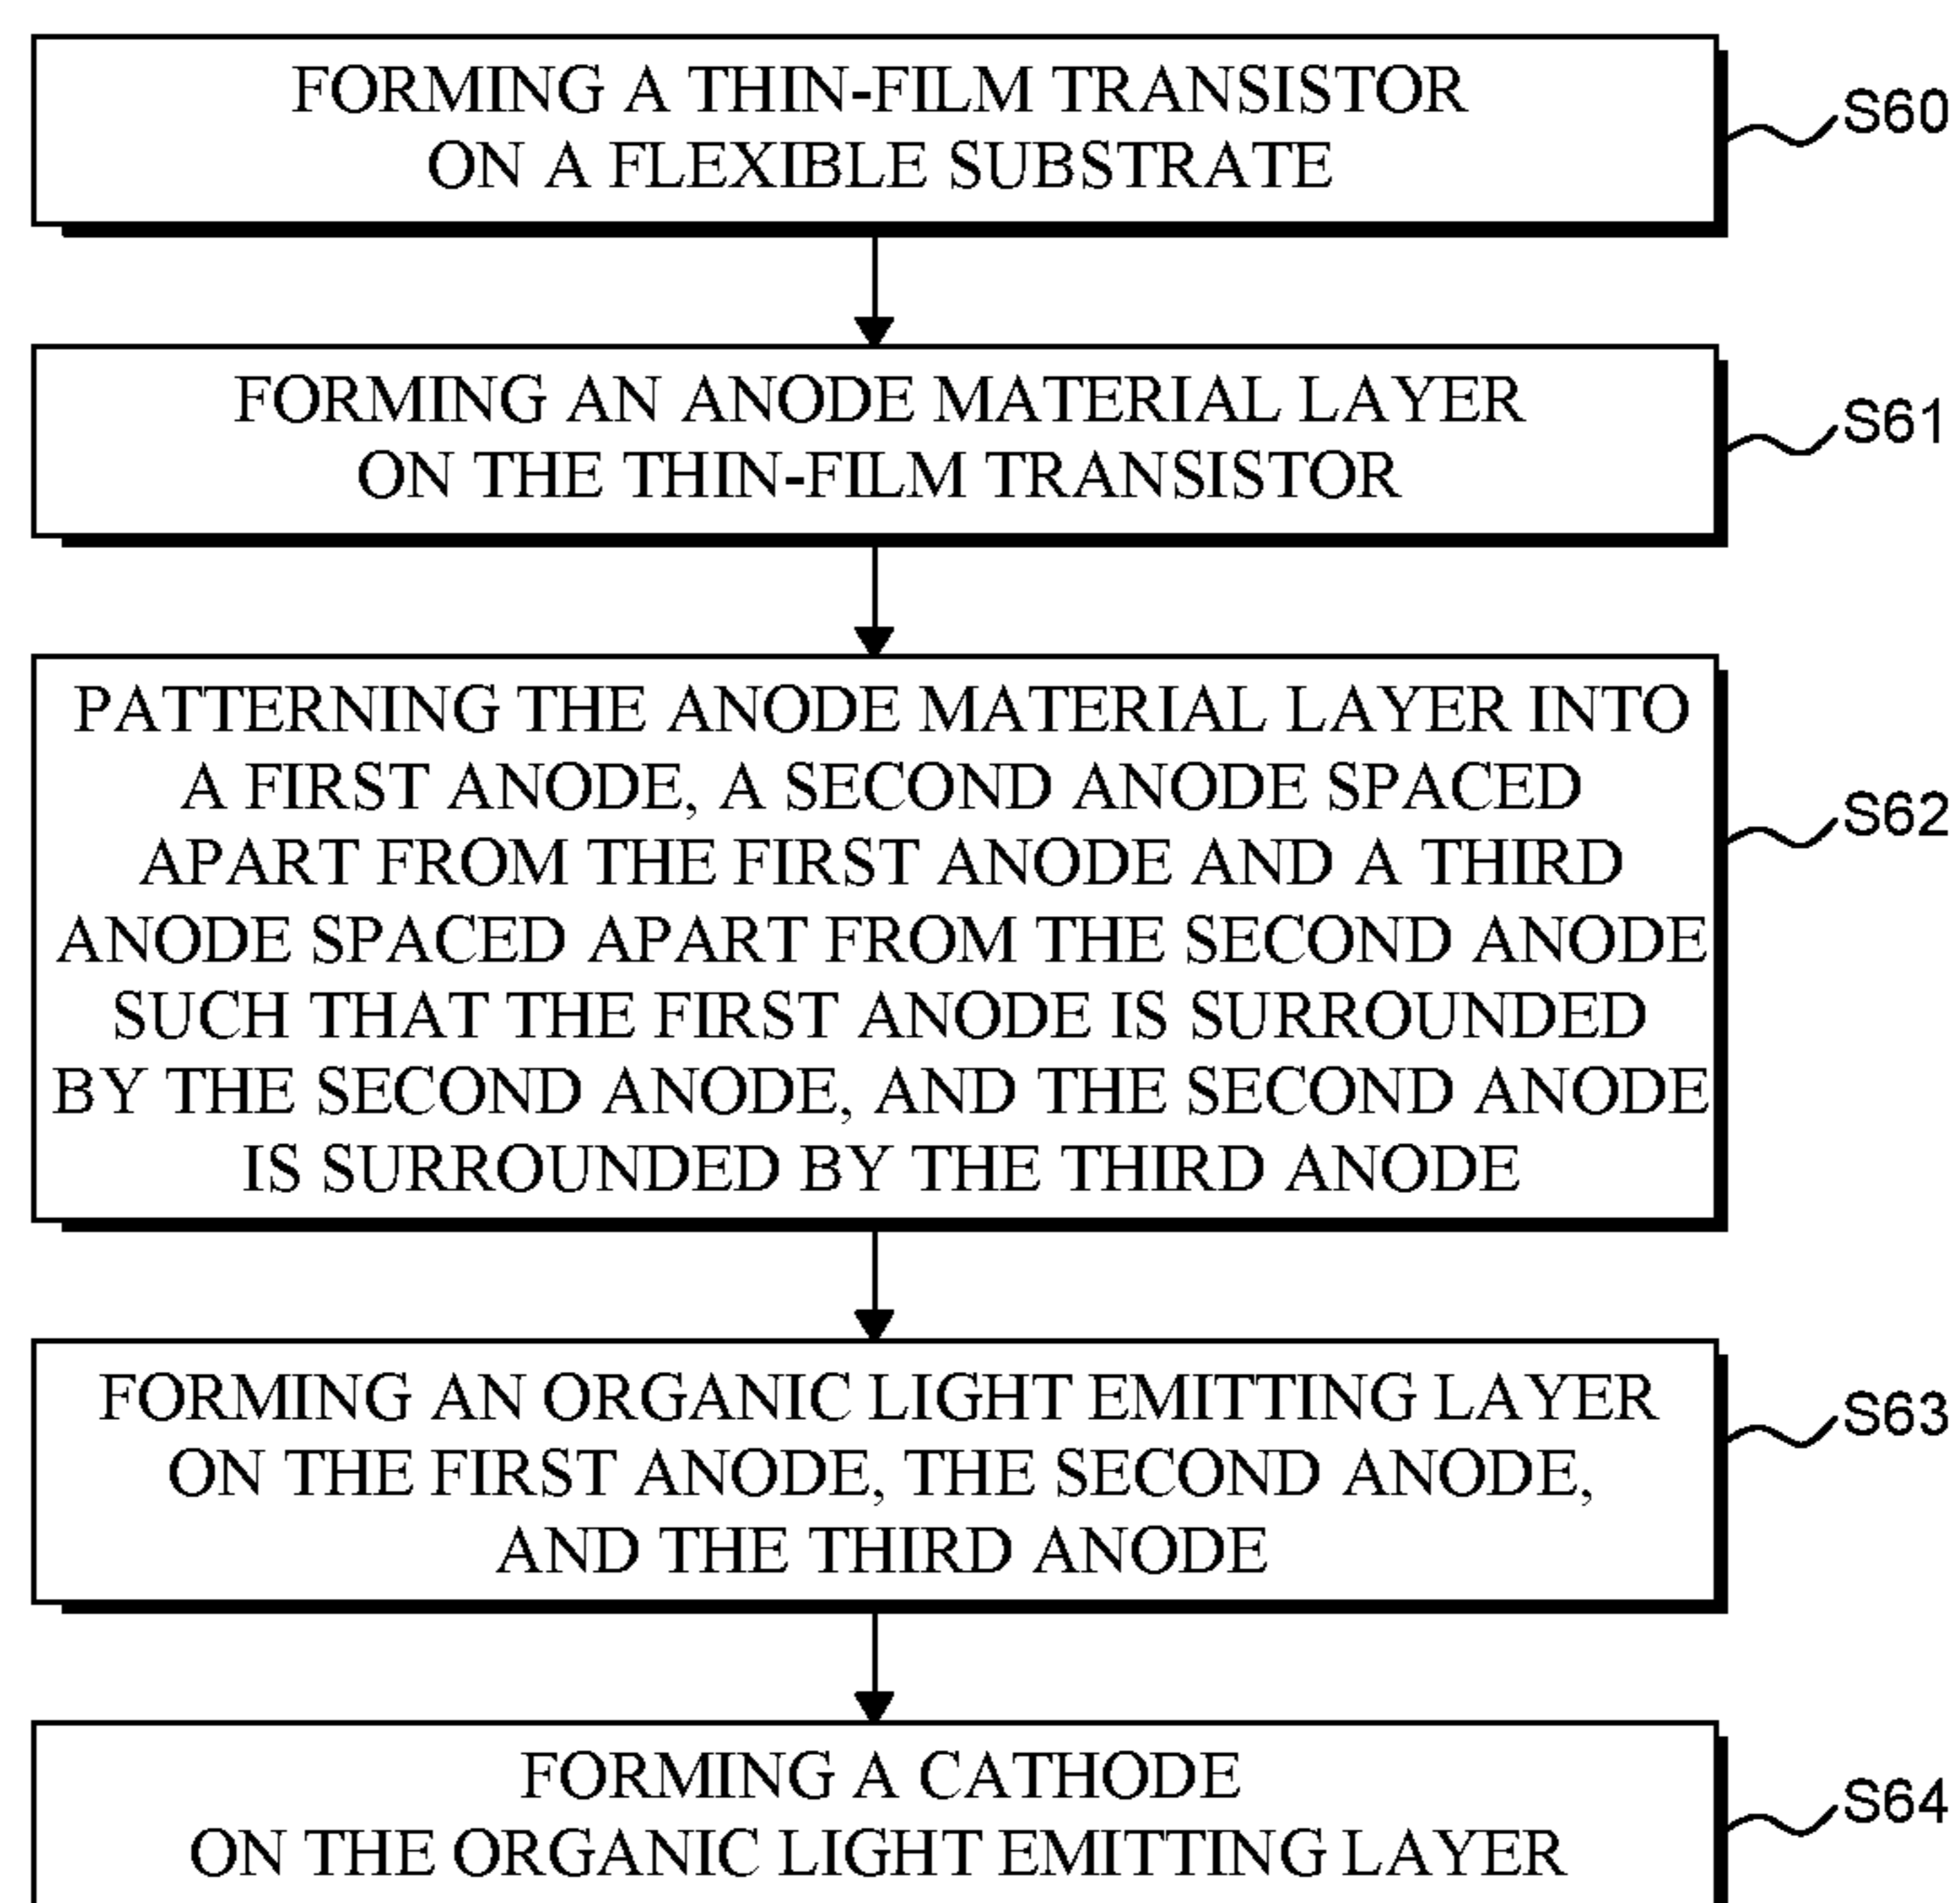 FORMING A THIN-FILM TRANSISTOR
ON A FLEXIBLE SUBSTRATE
S60
FORMING AN ANODE MATERIAL LAYER
ON THE THIN-FILM TRANSISTOR
S61
PATTERNING THE ANODE MATERIAL LAYER INTO
A FIRST ANODE, A SECOND ANODE SPACED
APART FROM THE FIRST ANODE AND A THIRD
ANODE SPACED APART FROM THE SECOND ANODE
SUCH THAT THE FIRST ANODE IS SURROUNDED
BY THE SECOND ANODE, AND THE SECOND ANODE
IS SURROUNDED BY THE THIRD ANODE
S62
FORMING AN ORGANIC LIGHT EMITTING LAYER
ON THE FIRST ANODE, THE SECOND ANODE,
AND THE THIRD ANODE
S63
FORMING A CATHODE
ON THE ORGANIC LIGHT EMITTING LAYER
S64